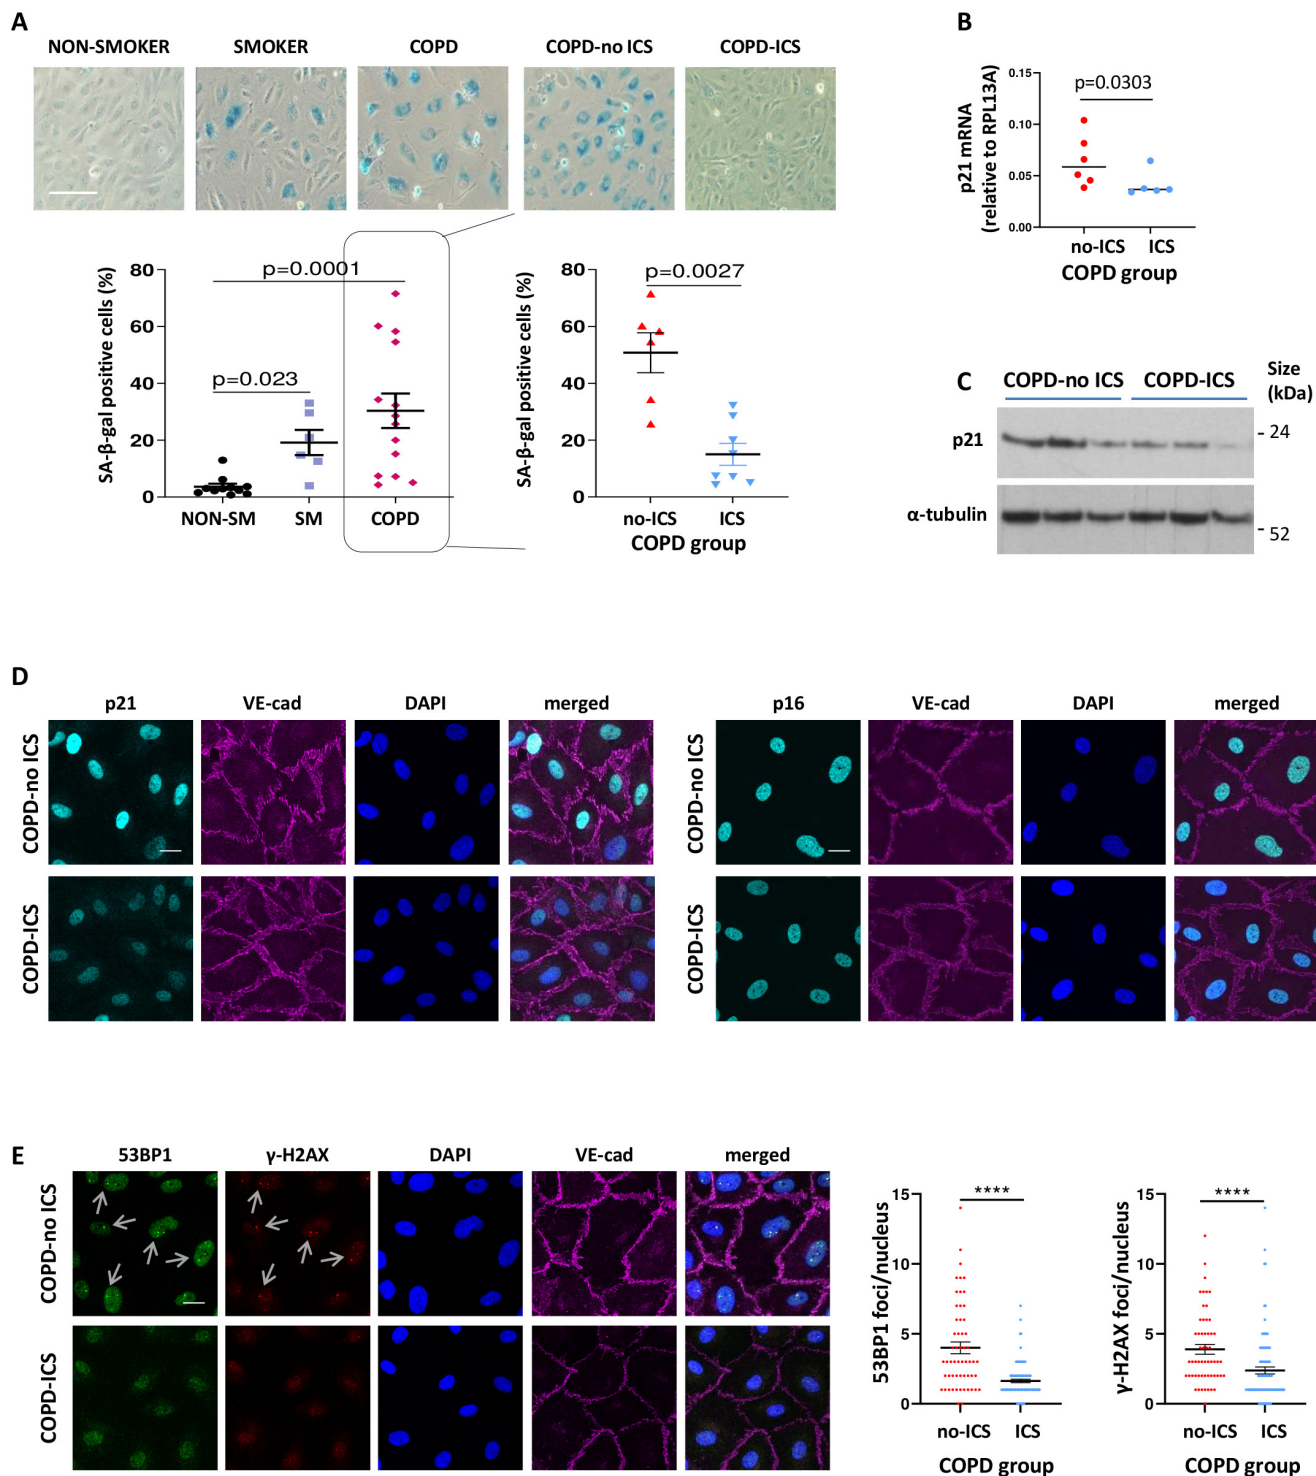 A
NON-SMOKER
SMOKER
COPD
COPD-no ICS
COPD-ICS
SA-β-gal positive cells (%)
80
60
40
20
0
p=0.0001
p=0.023
NON-SM
SM
COPD
SA-β-gal positive cells (%)
80
60
40
20
0
p=0.0027
no-ICS
ICS
COPD group
B
p21 mRNA
(relative to RPL13A)
0.15
0.10
0.05
0.00
p=0.0303
no-ICS
ICS
COPD group
C
COPD-no ICS
COPD-ICS
Size
(kDa)
p21
- 24
α-tubulin
- 52
D
p21
VE-cad
DAPI
merged
COPD-no ICS
COPD-ICS
p16
VE-cad
DAPI
merged
COPD-no ICS
COPD-ICS
E
53BP1
γ-H2AX
DAPI
VE-cad
merged
COPD-no ICS
COPD-ICS
53BP1 foci/nucleus
15
10
5
0
****
no-ICS
ICS
COPD group
γ-H2AX foci/nucleus
15
10
5
0
****
no-ICS
ICS
COPD group